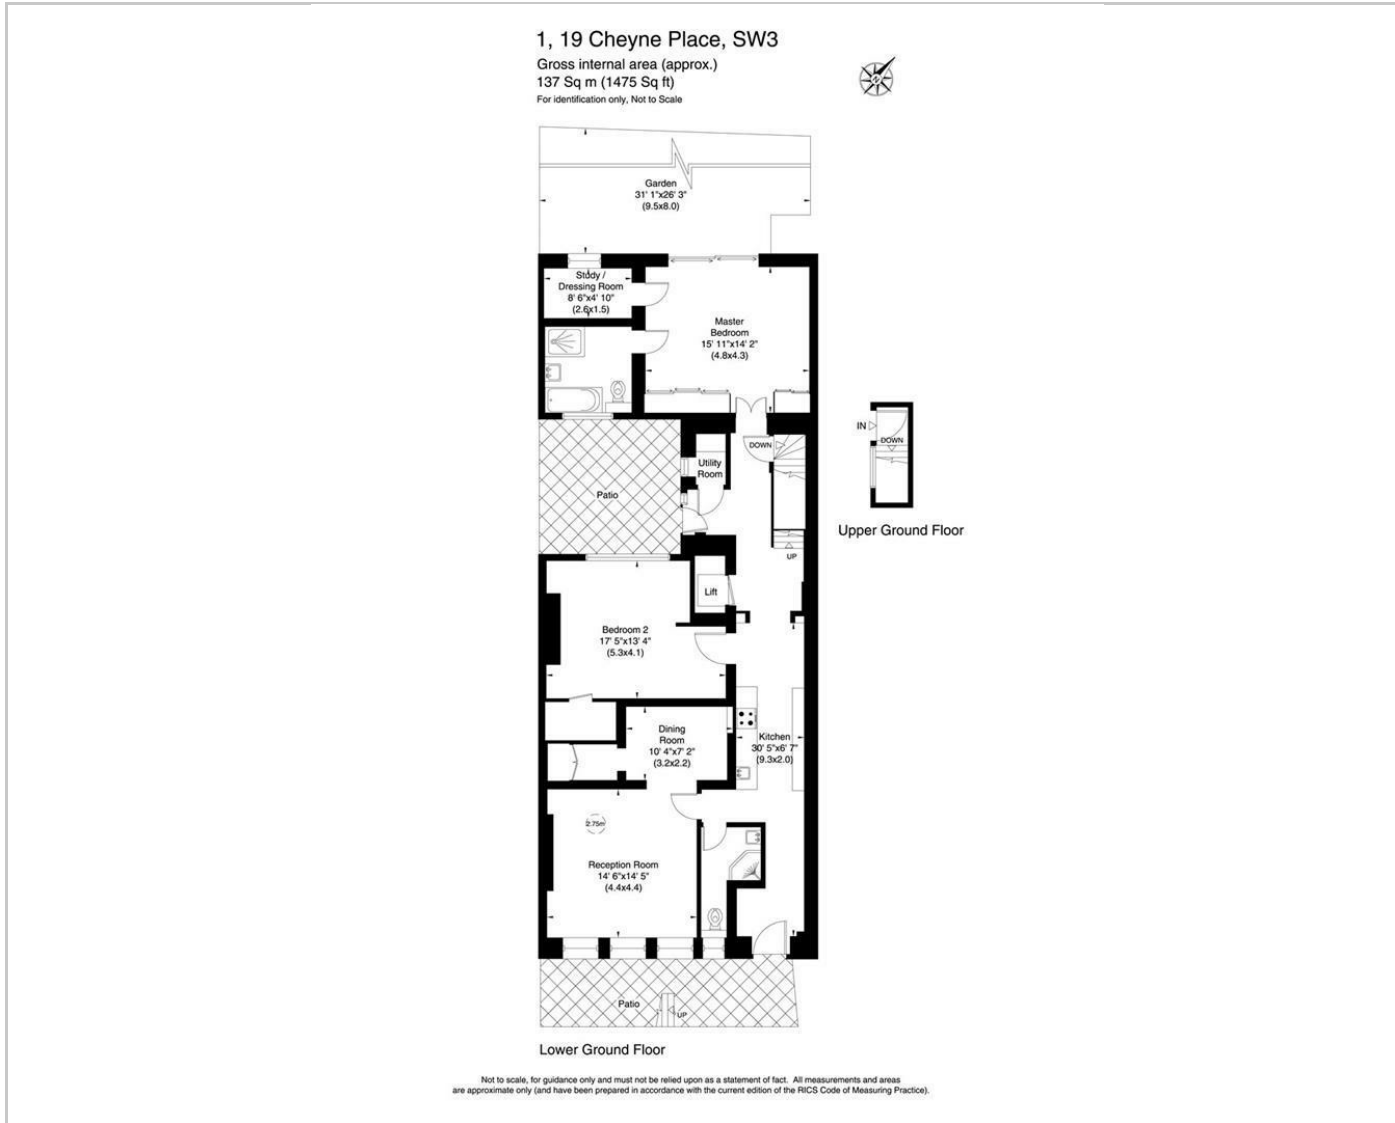 1, 19 Cheyne Place, SW3
Gross internal area (approx.)
137 Sq m (1475 Sq ft)
For identification only, Not to Scale
N
Garden
31' 1"x26' 3"
(9.5x8.0)
Study /
Dressing Room
8' 6"x4' 10"
(2.6x1.5)
Master
Bedroom
15' 11"x14' 2"
(4.8x4.3)
DOWN
Utility
Room
Patio
UP
Lift
IN
DOWN
Upper Ground Floor
Bedroom 2
17' 5"x13' 4"
(5.3x4.1)
Dining
Room
10' 4"x7' 2"
(3.2x2.2)
Kitchen
30' 5"x6' 7"
(9.3x2.0)
2.75m
Reception Room
14' 6"x14' 5"
(4.4x4.4)
Patio
UP
Lower Ground Floor
Not to scale, for guidance only and must not be relied upon as a statement of fact. All measurements and areas
are approximate only (and have been prepared in accordance with the current edition of the RICS Code of Measuring Practice).